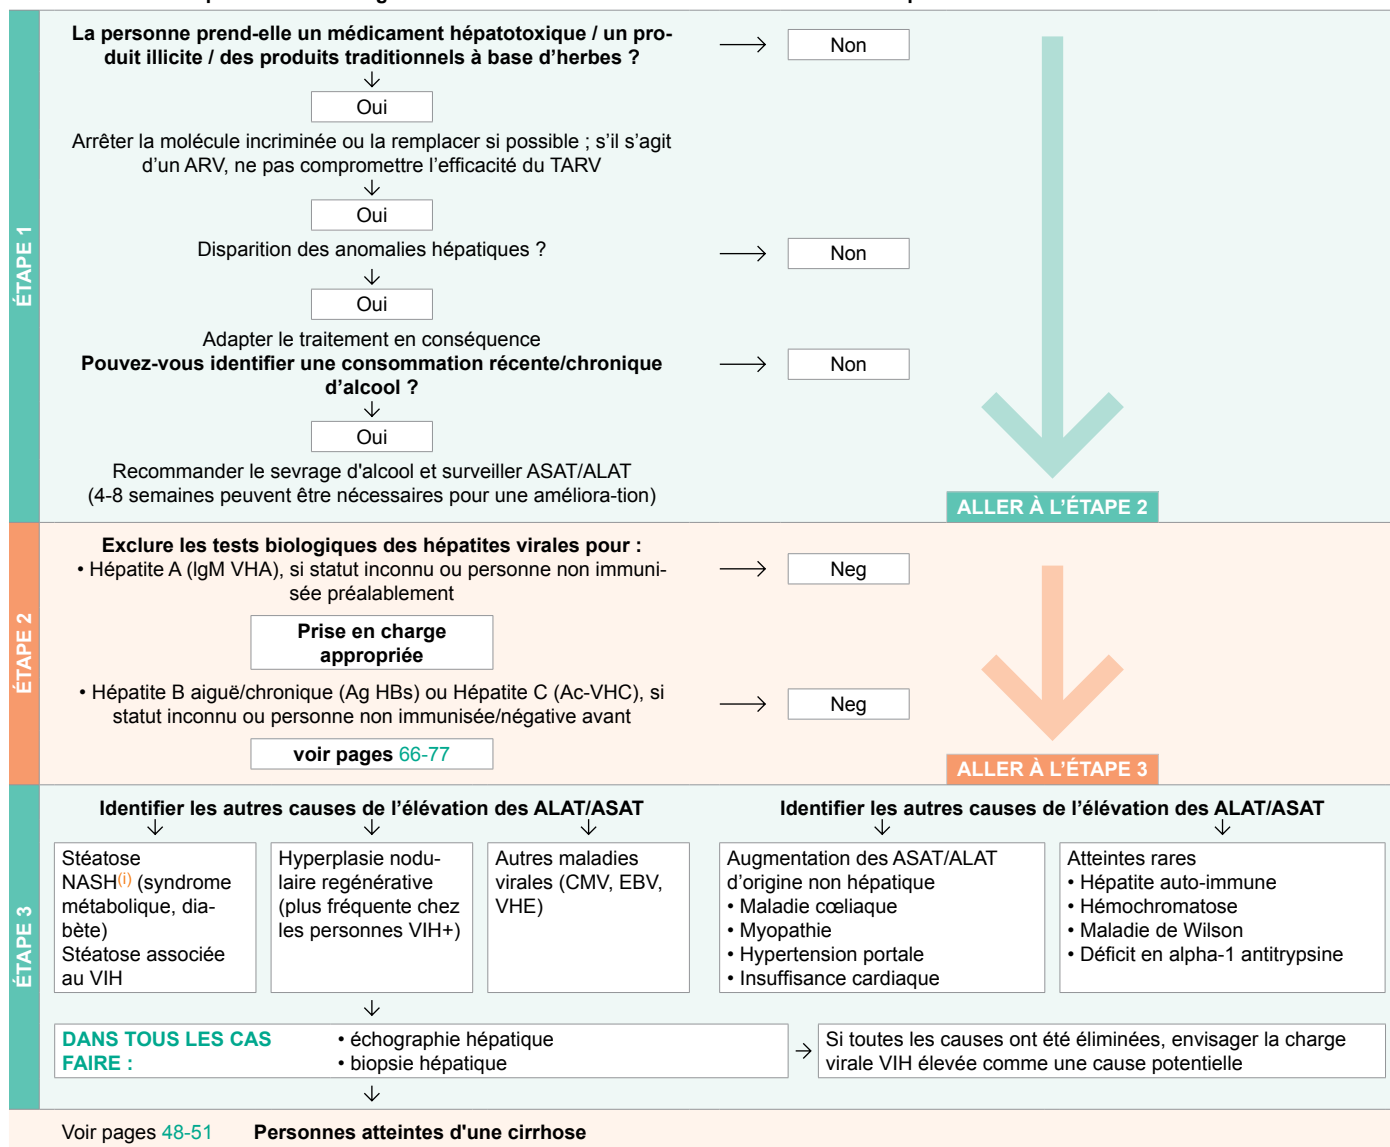 ÉTAPE 1
La personne prend-elle un médicament hépatotoxique / un pro-
duit illicite / des produits traditionnels à base d’herbes ?
Non
Oui
Arrêter la molécule incriminée ou la remplacer si possible ; s’il s’agit
d’un ARV, ne pas compromettre l’efficacité du TARV
Oui
Disparition des anomalies hépatiques ?
Non
Oui
Adapter le traitement en conséquence
Pouvez-vous identifier une consommation récente/chronique
d’alcool ?
Non
Oui
Recommander le sevrage d'alcool et surveiller ASAT/ALAT
(4-8 semaines peuvent être nécessaires pour une améliora-tion)
ALLER À L’ÉTAPE 2
ÉTAPE 2
Exclure les tests biologiques des hépatites virales pour :
• Hépatite A (IgM VHA), si statut inconnu ou personne non immuni-
sée préalablement
Neg
Prise en charge
appropriée
• Hépatite B aiguë/chronique (Ag HBs) ou Hépatite C (Ac-VHC), si
statut inconnu ou personne non immunisée/négative avant
Neg
voir pages 66-77
ALLER À L’ÉTAPE 3
ÉTAPE 3
Identifier les autres causes de l’élévation des ALAT/ASAT
Stéatose
NASH(i) (syndrome
métabolique, dia-
bète)
Stéatose associée
au VIH
Hyperplasie nodu-
laire regénérative
(plus fréquente chez
les personnes VIH+)
Autres maladies
virales (CMV, EBV,
VHE)
Identifier les autres causes de l’élévation des ALAT/ASAT
Augmentation des ASAT/ALAT
d’origine non hépatique
• Maladie cœliaque
• Myopathie
• Hypertension portale
• Insuffisance cardiaque
Atteintes rares
• Hépatite auto-immune
• Hémochromatose
• Maladie de Wilson
• Déficit en alpha-1 antitrypsine
DANS TOUS LES CAS
FAIRE :
• échographie hépatique
• biopsie hépatique
Si toutes les causes ont été éliminées, envisager la charge
virale VIH élevée comme une cause potentielle
Voir pages 48-51 Personnes atteintes d'une cirrhose